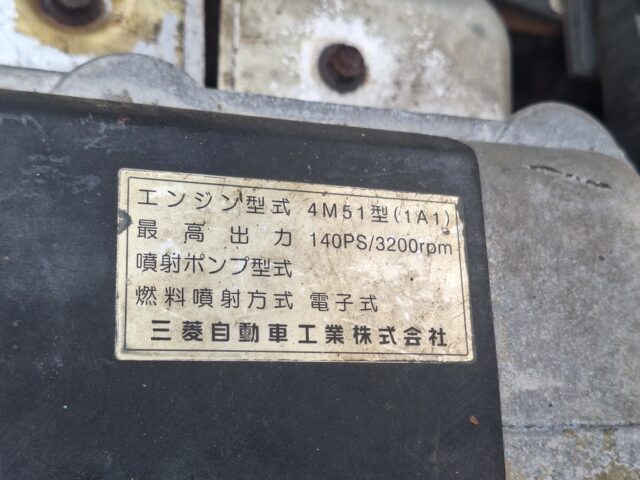 エンジン型式 4M51型(1A1)
最高出力 140PS/3200rpm
噴射ポンプ型式
燃料噴射方式 電子式
三菱自動車工業株式会社